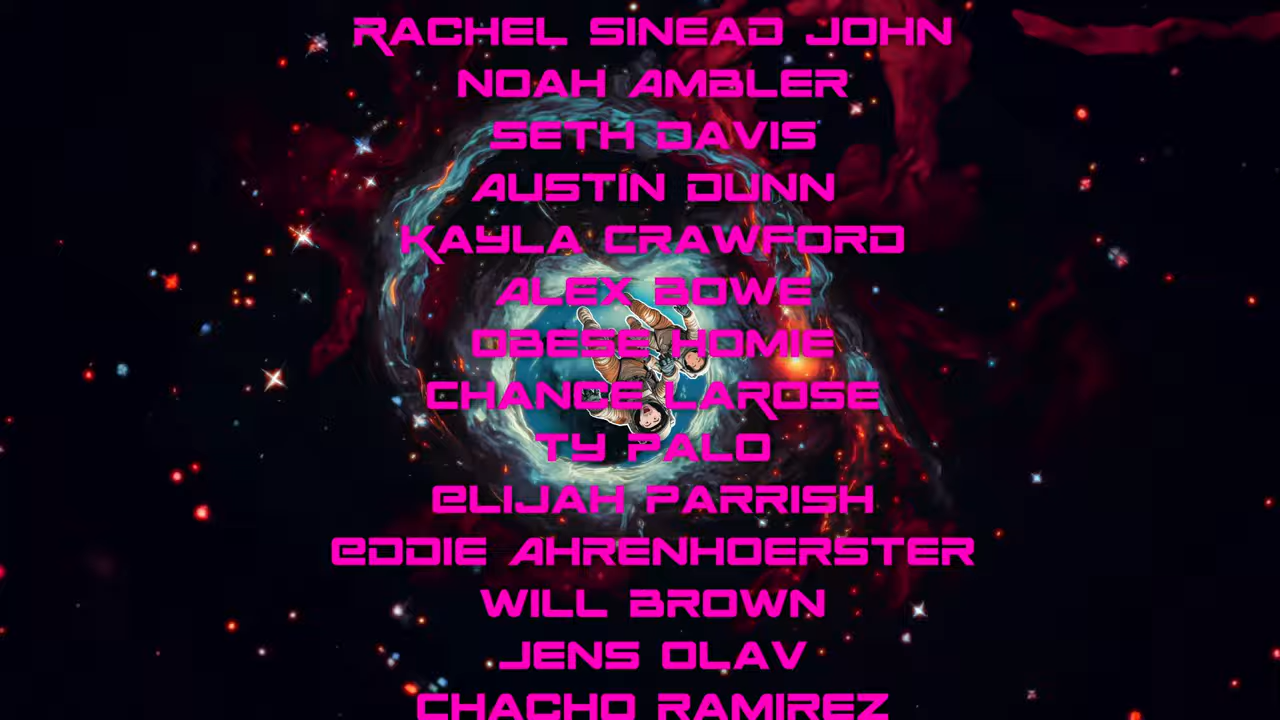 RACHEL SINEAD JOHN
NOAH AMBLER
SETH DAVIS
AUSTIN DUNN
KAYLA CRAWFORD
ALEX BOWE
OBESE HOMIE
CHANCE LAROSE
TY PALO
ELIJAH PARRISH
EDDIE AHRENHOERSTER
WILL BROWN
JENS OLAV
CHACHO RAMIREZ